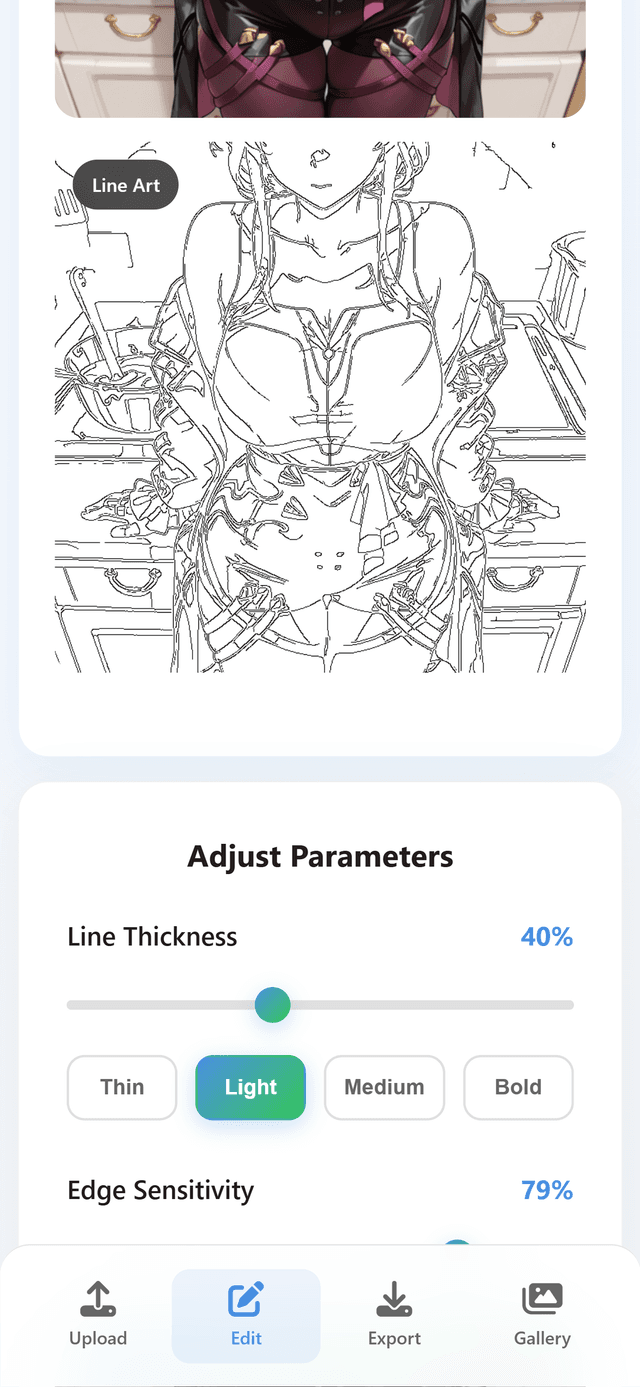 Line Art
Adjust Parameters
Line Thickness 40%
Thin Light Medium Bold
Edge Sensitivity 79%
Upload Edit Export Gallery